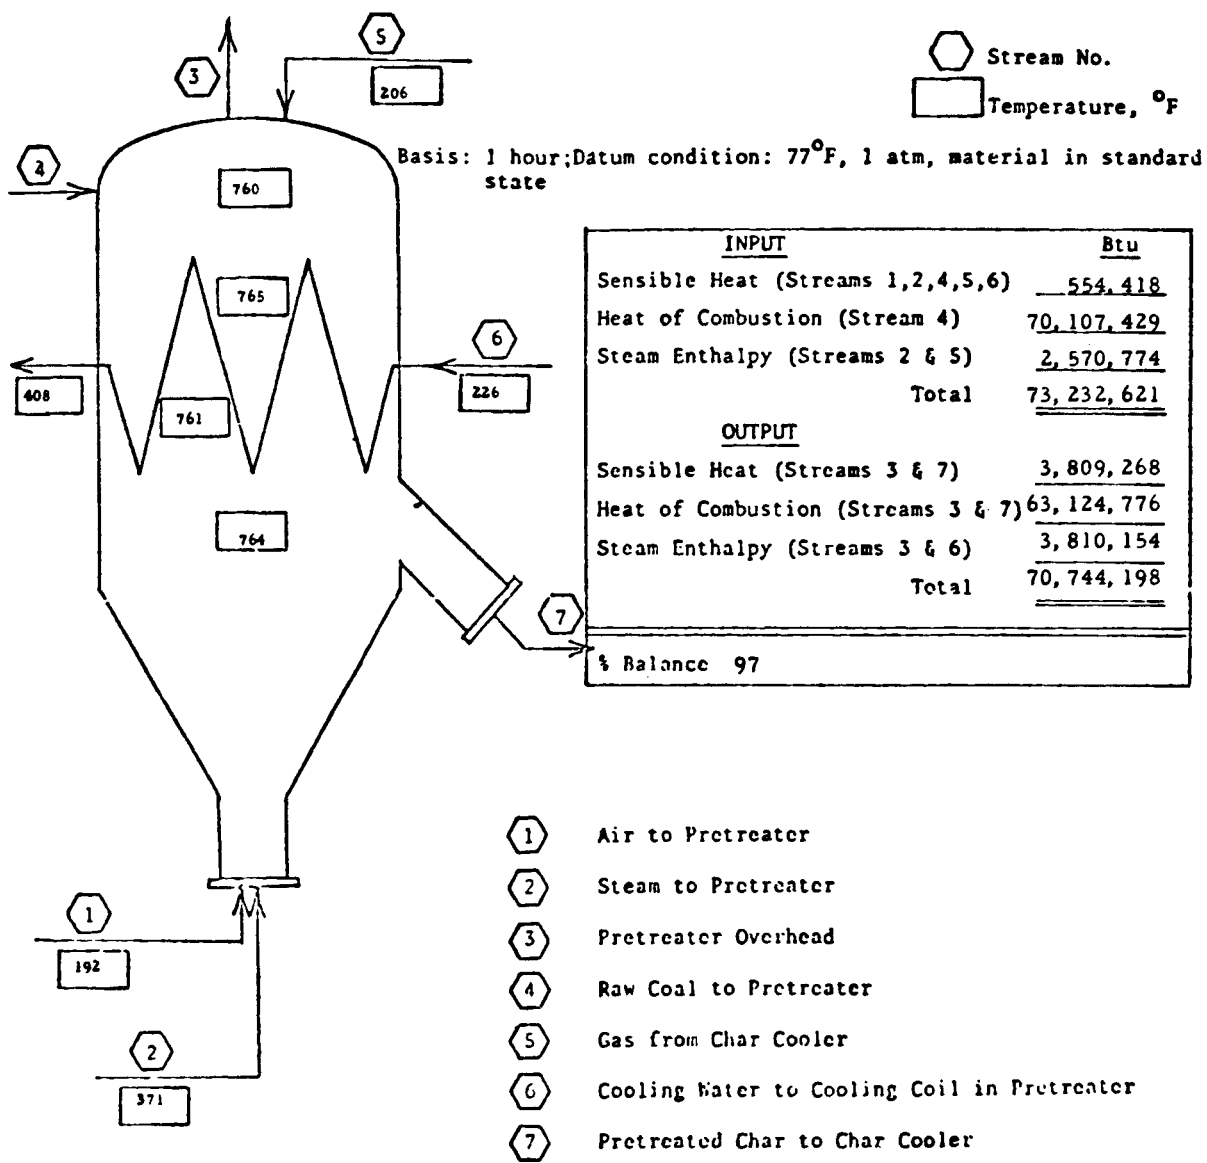 5
3
206
Stream No.
Temperature, °F
4
Basis: 1 hour;Datum condition: 77°F, 1 atm, material in standard
state
760
INPUT Btu
Sensible Heat (Streams 1,2,4,5,6) 554,418
765
Heat of Combustion (Stream 4) 70,107,429
6
Steam Enthalpy (Streams 2 & 5) 2,570,774
408
226
Total 73,232,621
761
OUTPUT
Sensible Heat (Streams 3 & 7) 3,809,268
Heat of Combustion (Streams 3 & 7) 63,124,776
764
Steam Enthalpy (Streams 3 & 6) 3,810,154
Total 70,744,198
7
% Balance 97
1 Air to Pretreater
2 Steam to Pretreater
1
3 Pretreater Overhead
192
4 Raw Coal to Pretreater
5 Gas from Char Cooler
2
6 Cooling Water to Cooling Coil in Pretreater
371
7 Pretreated Char to Char Cooler